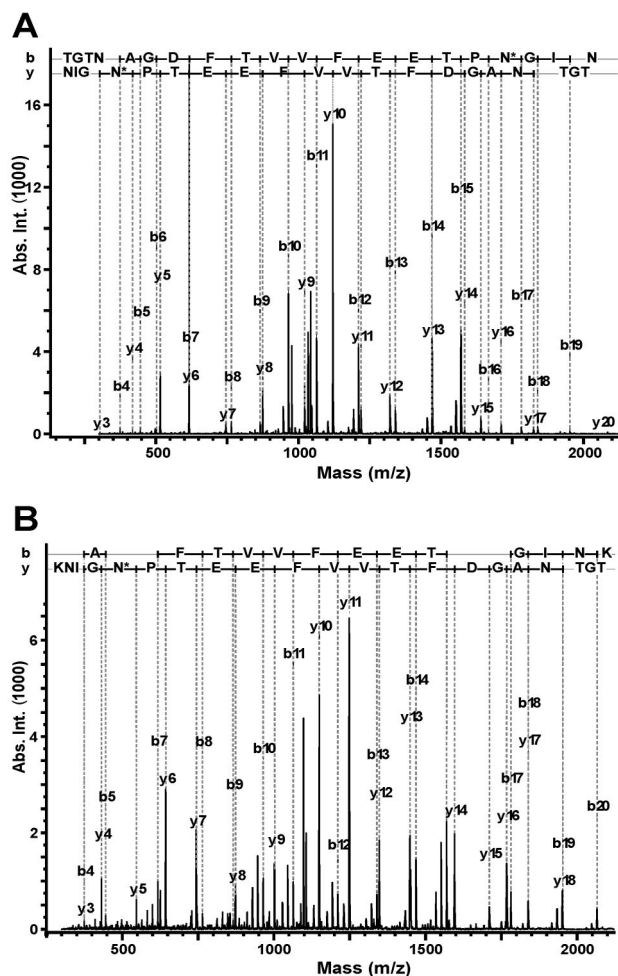 A
b TGTN A G D F T V V F E E T P N* G I N
y NIG N* P T E E F V V T F D G A N TGT
16
y10
b11
b15
12
b6
b14
b10
y5
b13
8
y9
b9
b12
y14
b17
b5
b7
y11
y13
y16
y4
b19
4
y8
b16
b4
y6
b8
y12
b18
y7
y15
y17
y3
y20
0
500 1000 1500 2000
Abs. Int. (1000)
Mass (m/z)
B
b A F T V V F E E T G I N K
y KNI G N* P T E E F V V T F D G A N TGT
y11
6
y10
b11
b14
b18
y13
y17
4
b7
b8
b10
b13
y6
b9
b17
b5
y12
y14
y16
b20
y4
y7
2
y9
b12
b19
b4
y8
y15
y18
y3
y5
0
500 1000 1500 2000
Abs. Int. (1000)
Mass (m/z)